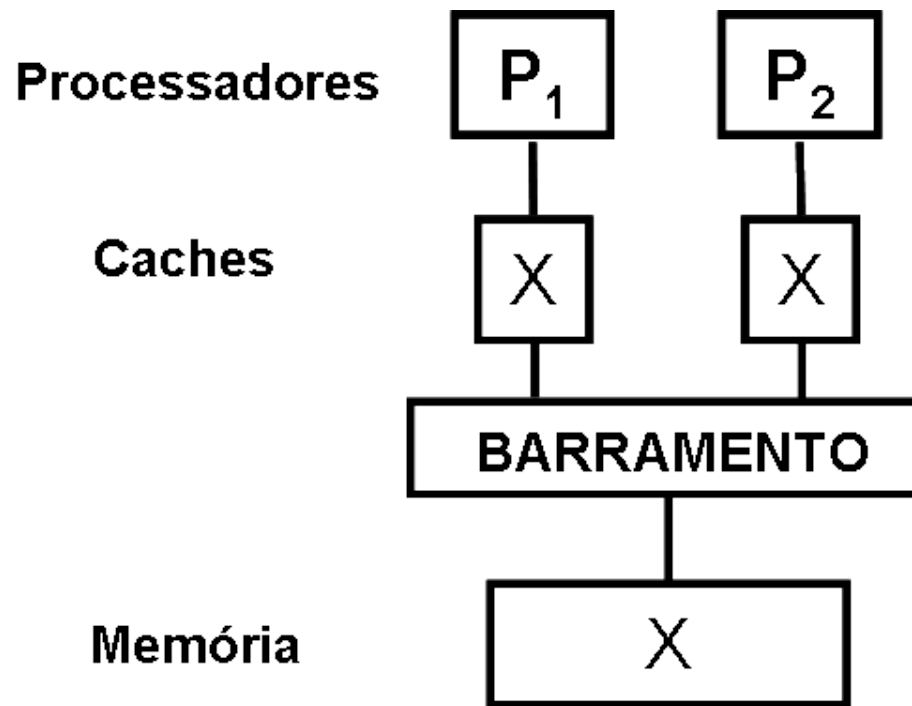 Processadores P₁ P₂
Caches X X
BARRAMENTO
Memória X